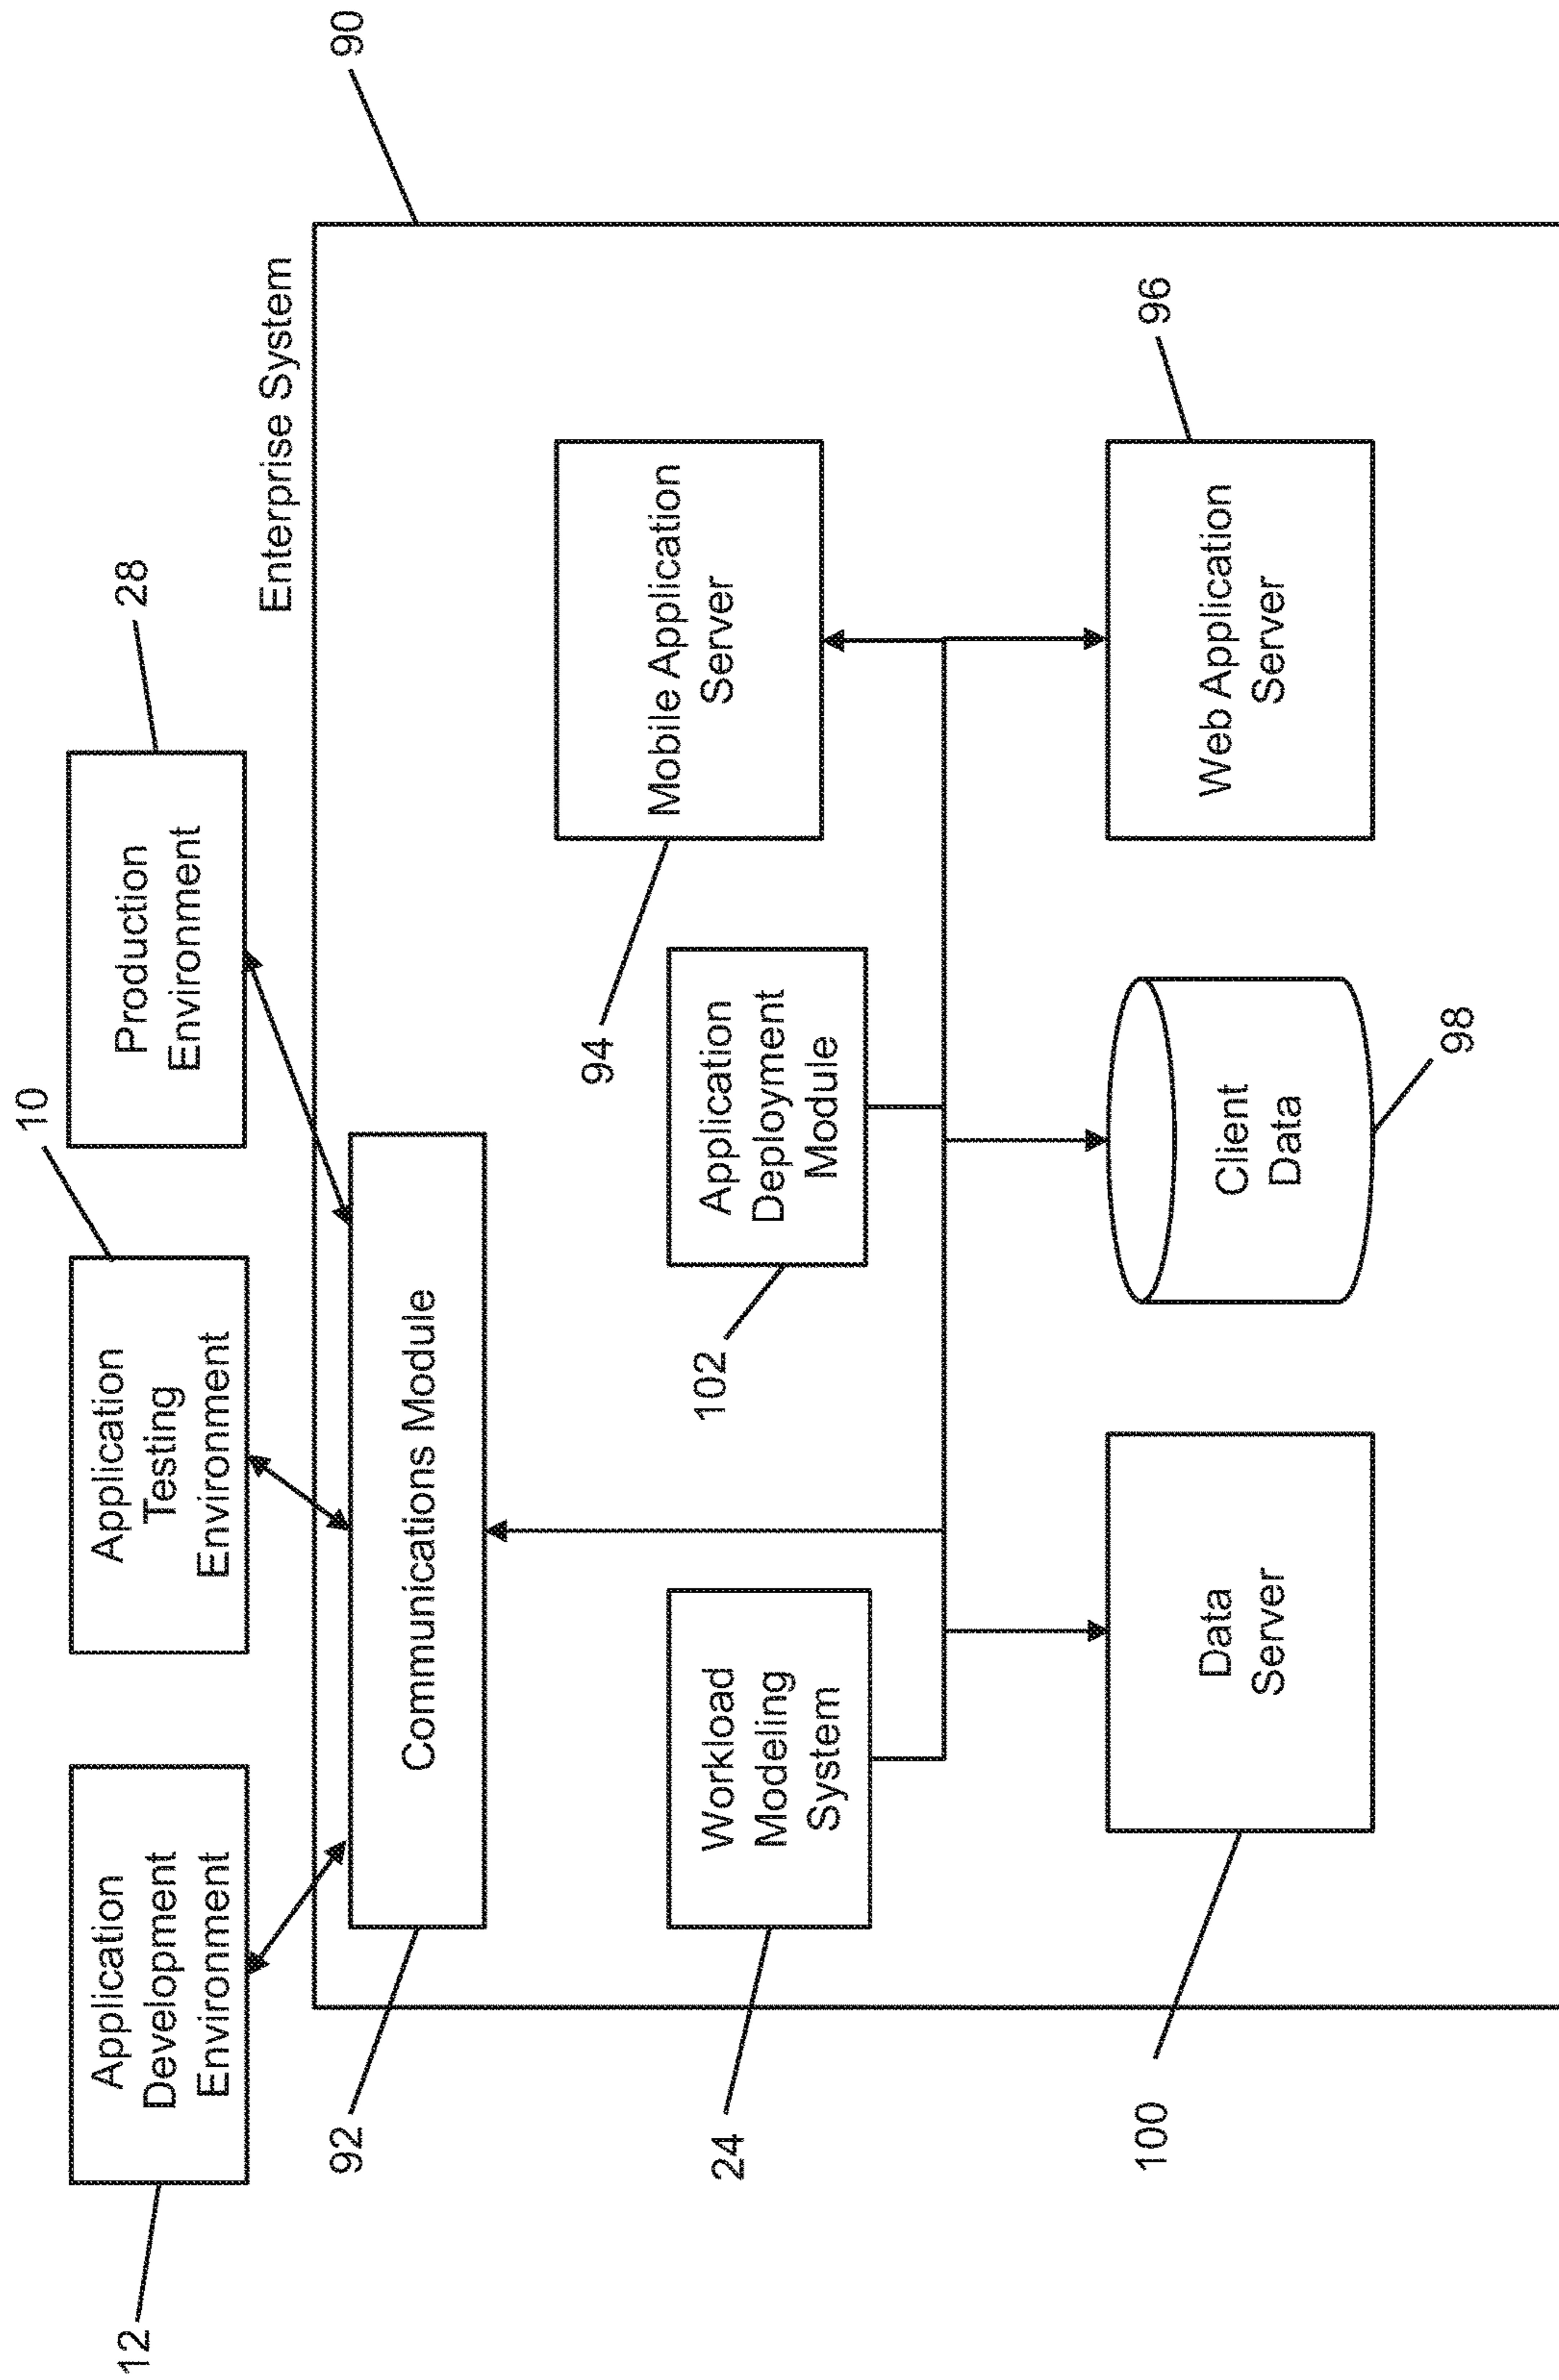 12
Application
Development
Environment
10
Application
Testing
Environment
28
Production
Environment
Enterprise System
90
92
Communications Module
24
Workload
Modeling
System
102
Application
Deployment
Module
94
Mobile Application
Server
100
Data
Server
Client
Data
98
Web Application
Server
96